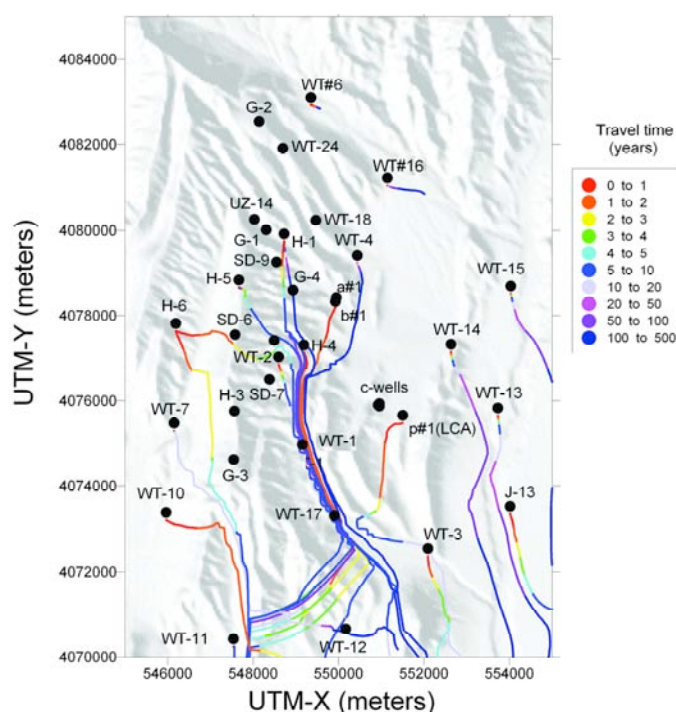 4084000
4082000
4080000
4078000
4076000
4074000
4072000
4070000
UTM-Y (meters)
546000 548000 550000 552000 554000
UTM-X (meters)
WT#6
G-2
WT-24
WT#16
UZ-14
WT-18
G-1
H-1
WT-4
SD-9
WT-15
H-5
G-4
a#1
b#1
H-6
SD-6
H-4
WT-14
WT-2
H-3
SD-7
c-wells
WT-13
WT-7
p#1(LCA)
WT-1
G-3
WT-10
J-13
WT-17
WT-3
WT-11
WT-12
Travel time
(years)
0 to 1
1 to 2
2 to 3
3 to 4
4 to 5
5 to 10
10 to 20
20 to 50
50 to 100
100 to 500